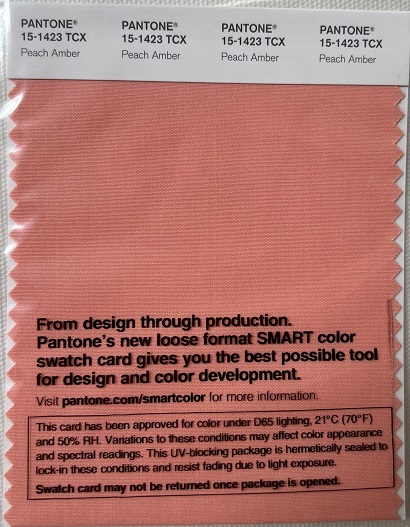 PANTONE® PANTONE® PANTONE® PANTONE®
15-1423 TCX 15-1423 TCX 15-1423 TCX 15-1423 TCX
Peach Amber Peach Amber Peach Amber Peach Amber
From design through production.
Pantone's new loose format SMART color
swatch card gives you the best possible tool
for design and color development.
Visit pantone.com/smartcolor for more information.
This card has been approved for color under D65 lighting, 21°C (70°F)
and 50% RH. Variations to these conditions may affect color appearance
and spectral readings. This UV-blocking package is hermetically sealed to
lock-in these conditions and resist fading due to light exposure.
Swatch card may not be returned once package is opened.